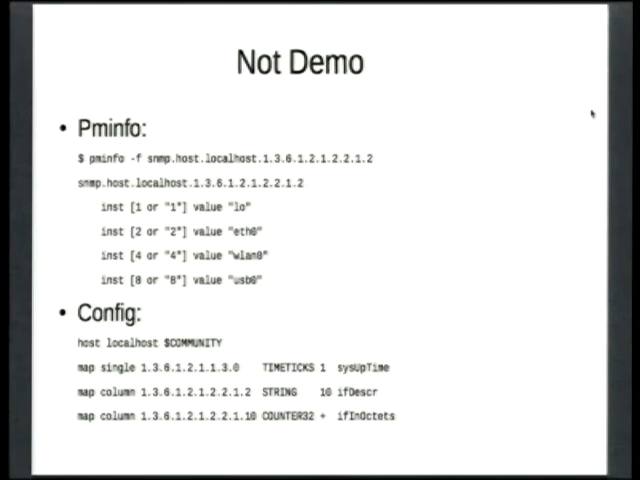 Not Demo
• Pminfo:
$ pminfo -f snmp.host.localhost.1.3.6.1.2.1.2.2.1.2
snmp.host.localhost.1.3.6.1.2.1.2.2.1.2
inst [1 or "1"] value "lo"
inst [2 or "2"] value "eth0"
inst [4 or "4"] value "wlan0"
inst [8 or "8"] value "usb0"
• Config:
host localhost $COMMUNITY
map single 1.3.6.1.2.1.1.3.0 TIMETICKS 1 sysUpTime
map column 1.3.6.1.2.1.2.2.1.2 STRING 10 ifDescr
map column 1.3.6.1.2.1.2.2.1.10 COUNTER32 + ifInOctets